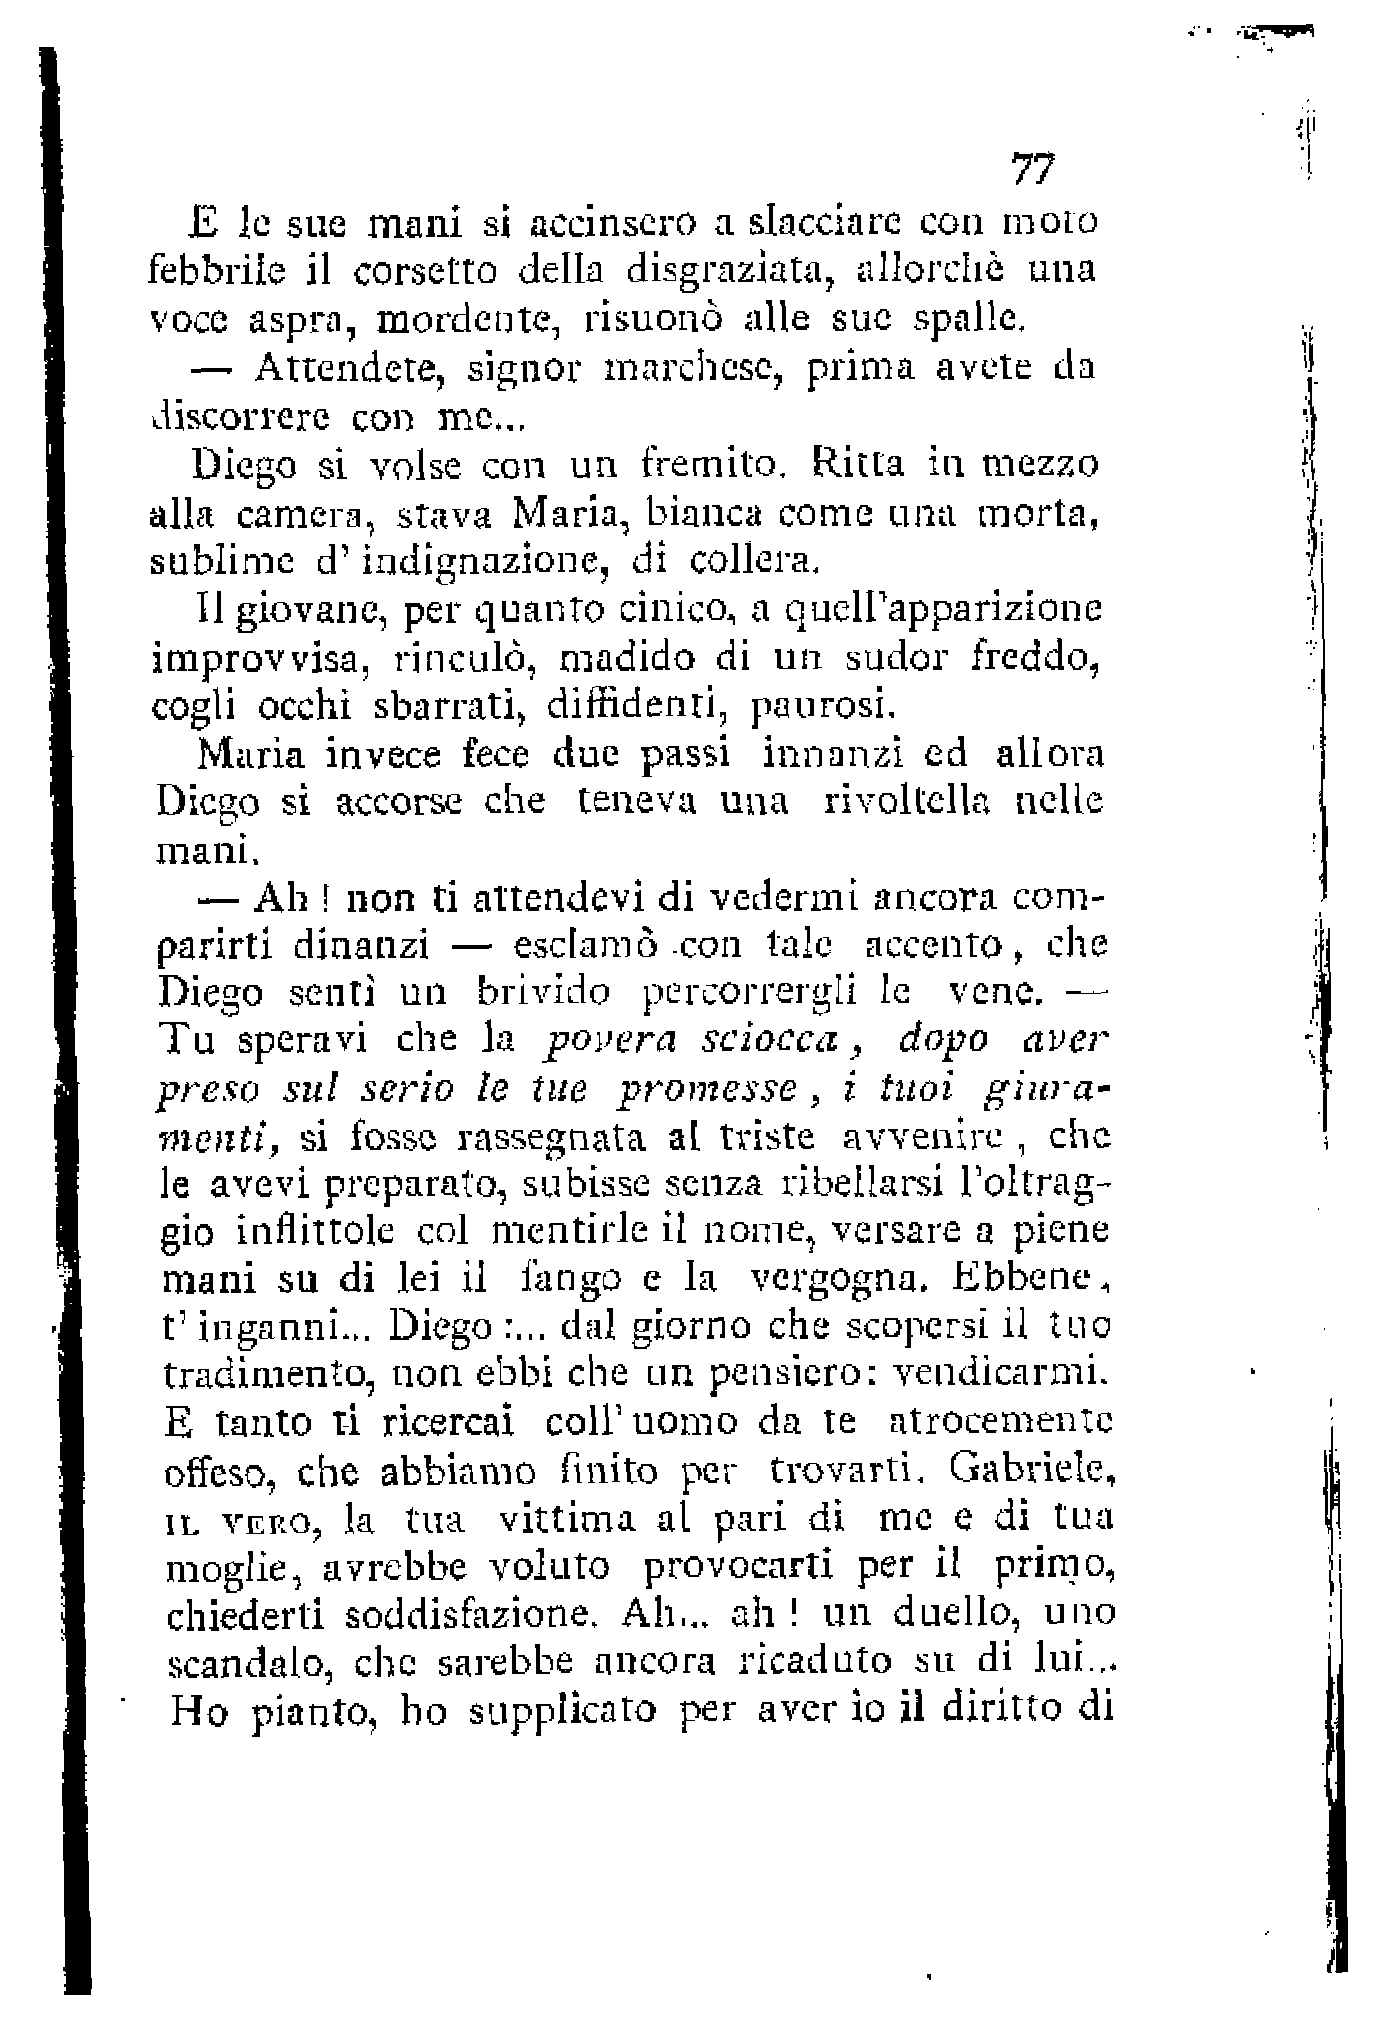 77
E le sue mani si accinsero a slacciare con moto
febbrile il corsetto della disgraziata, allorchè una
voce aspra, mordente, risuonò alle sue spalle.
— Attendete, signor marchese, prima avete da
discorrere con me...
Diego si volse con un fremito. Ritta in mezzo
alla camera, stava Maria, bianca come una morta,
sublime d' indignazione, di collera.
Il giovane, per quanto cinico, a quell'apparizione
improvvisa, rinculò, madido di un sudor freddo,
cogli occhi sbarrati, diffidenti, paurosi.
Maria invece fece due passi innanzi ed allora
Diego si accorse che teneva una rivoltella nelle
mani.
— Ah ! non ti attendevi di vedermi ancora com-
parirti dinanzi — esclamò con tale accento, che
Diego sentì un brivido percorrergli le vene. —
Tu speravi che la povera sciocca, dopo aver
preso sul serio le tue promesse, i tuoi giura-
menti, si fosse rassegnata al triste avvenire, che
le avevi preparato, subisse senza ribellarsi l'oltrag-
gio inflittole col mentirle il nome, versare a piene
mani su di lei il fango e la vergogna. Ebbene,
t' inganni... Diego :... dal giorno che scopersi il tuo
tradimento, non ebbi che un pensiero: vendicarmi.
E tanto ti ricercai coll' uomo da te atrocemente
offeso, che abbiamo finito per trovarti. Gabriele,
IL VERO, la tua vittima al pari di me e di tua
moglie, avrebbe voluto provocarti per il primo,
chiederti soddisfazione. Ah... ah ! un duello, uno
scandalo, che sarebbe ancora ricaduto su di lui...
Ho pianto, ho supplicato per aver io il diritto di